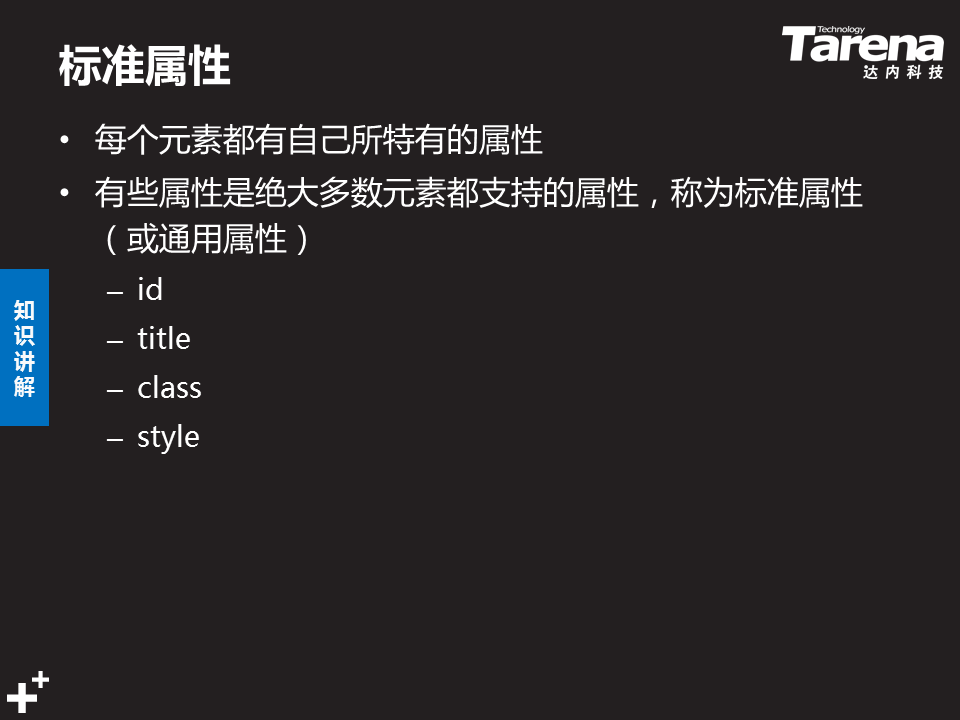 标准属性
Technology
Tarena
达内科技
• 每个元素都有自己所特有的属性
• 有些属性是绝大多数元素都支持的属性，称为标准属性
（或通用属性）
– id
– title
– class
– style
知
识
讲
解